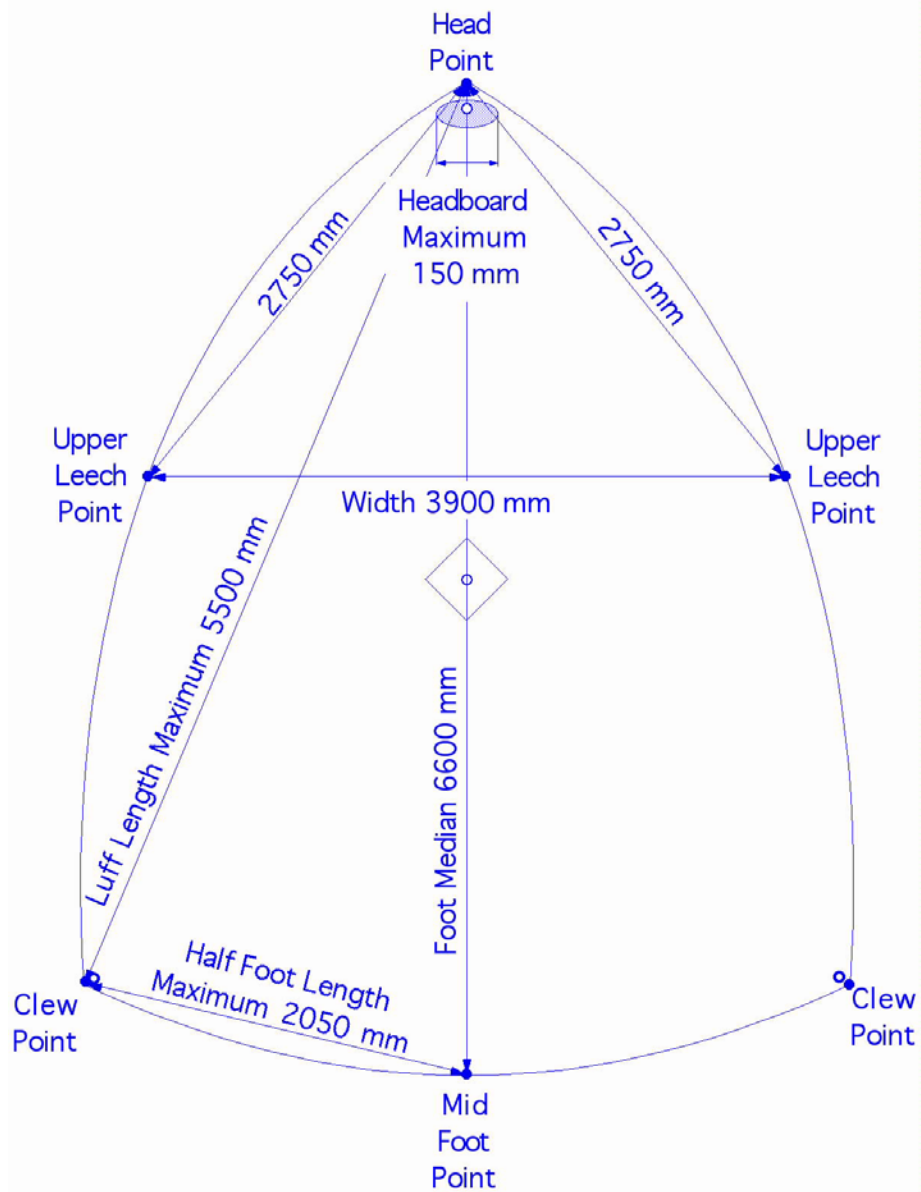 Head
Point
Headboard
Maximum
150 mm
2750 mm
2750 mm
Upper
Leech
Point
Upper
Leech
Point
Width 3900 mm
Luff Length Maximum 5500 mm
Foot Median 6600 mm
Half Foot Length
Maximum 2050 mm
Clew
Point
Clew
Point
Mid
Foot
Point